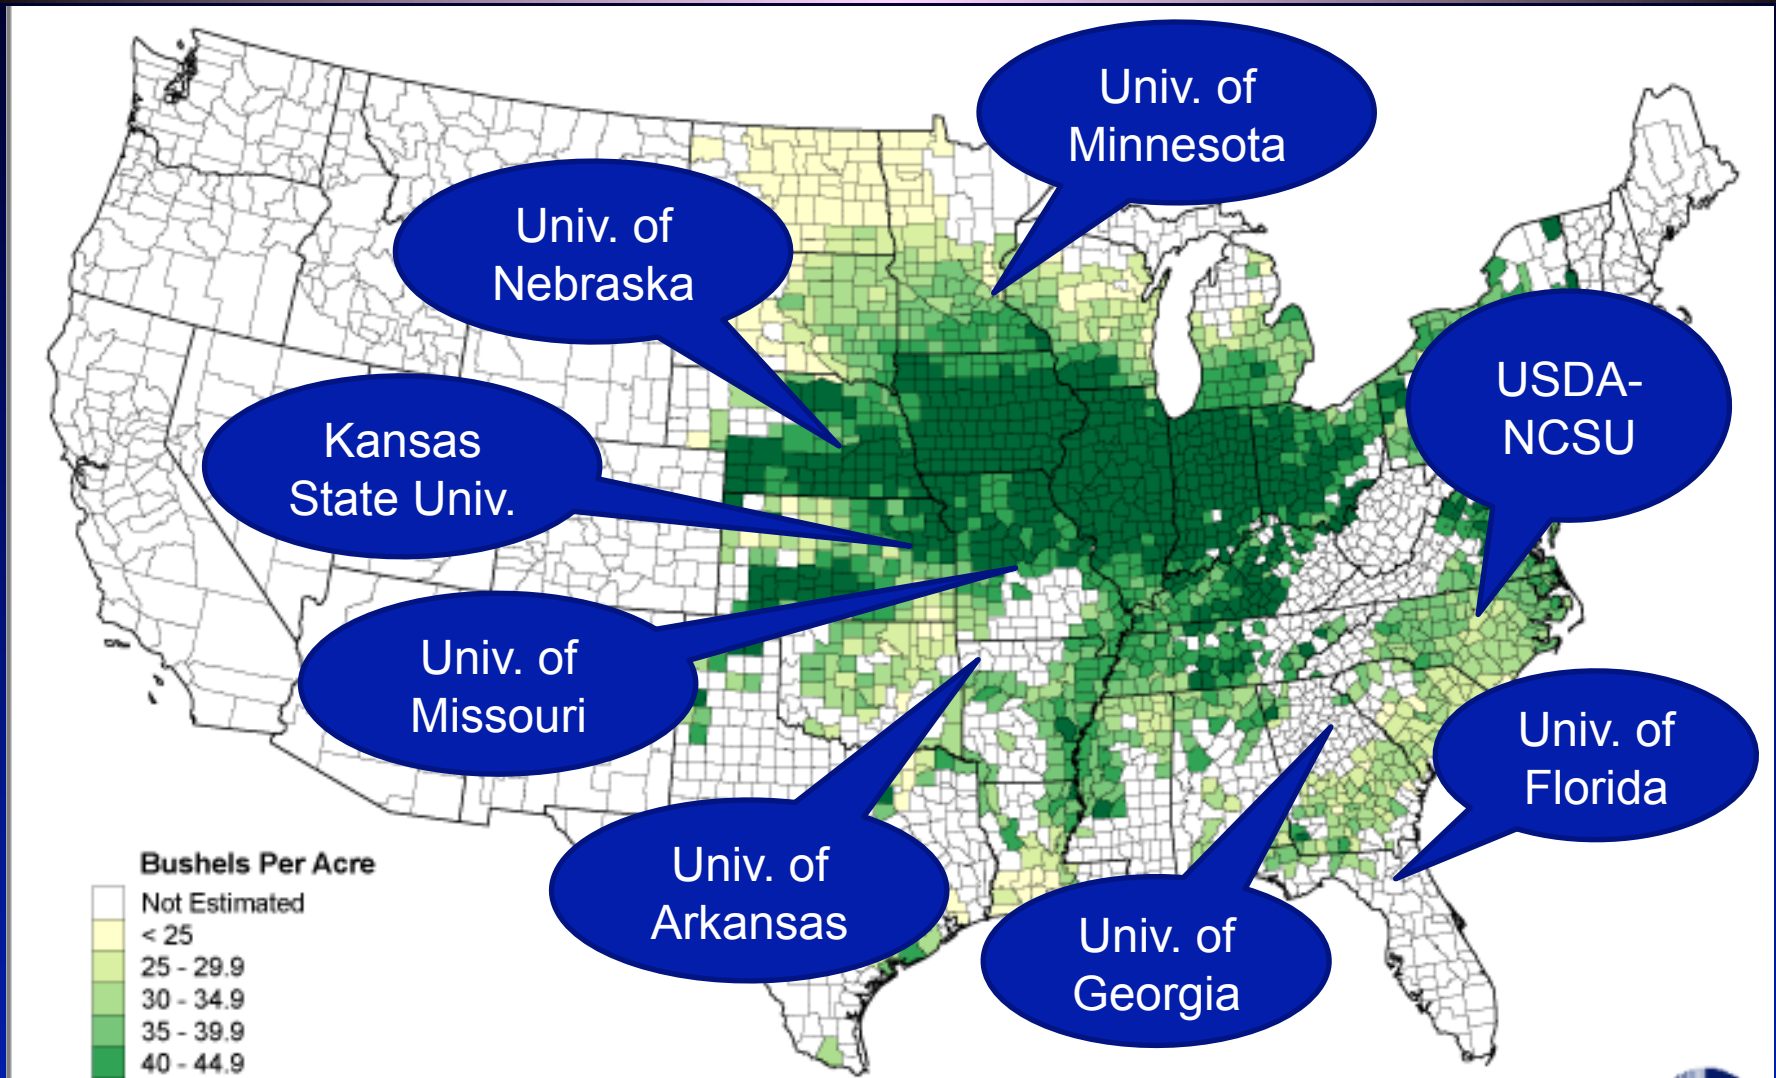 Univ. of
Minnesota
Univ. of
Nebraska
USDA-
NCSU
Kansas
State Univ.
Univ. of
Missouri
Univ. of
Florida
Univ. of
Arkansas
Univ. of
Georgia
Bushels Per Acre
Not Estimated
< 25
25 - 29.9
30 - 34.9
35 - 39.9
40 - 44.9